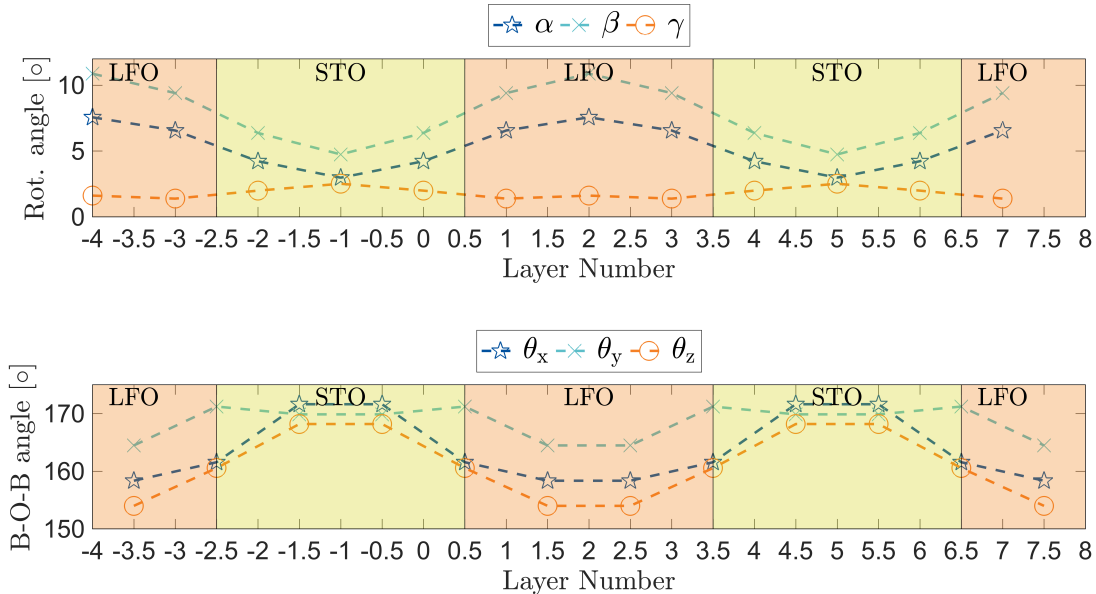 α β γ
Rot. angle [○]
LFO STO LFO STO LFO
10
5
0
-4 -3.5 -3 -2.5 -2 -1.5 -1 -0.5 0 0.5 1 1.5 2 2.5 3 3.5 4 4.5 5 5.5 6 6.5 7 7.5 8
Layer Number
θx θy θz
B-O-B angle [○]
LFO STO LFO STO LFO
170
160
150
-4 -3.5 -3 -2.5 -2 -1.5 -1 -0.5 0 0.5 1 1.5 2 2.5 3 3.5 4 4.5 5 5.5 6 6.5 7 7.5 8
Layer Number